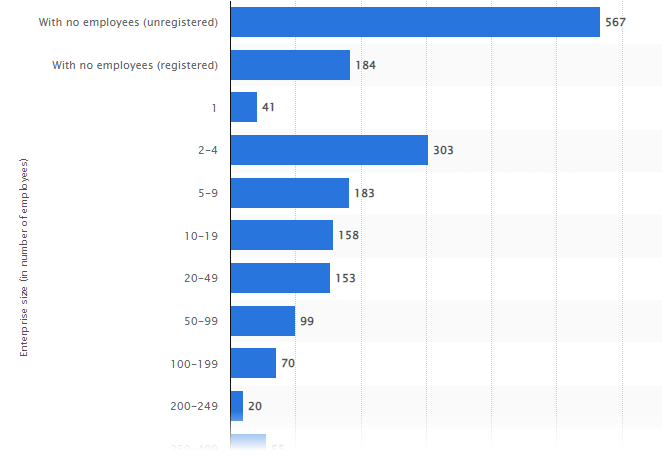 With no employees (unregistered) 567
With no employees (registered) 184
1 41
2–4 303
Enterprise size (in number of employees)
5–9 183
10–19 158
20–49 153
50–99 99
100–199 70
200–249 20